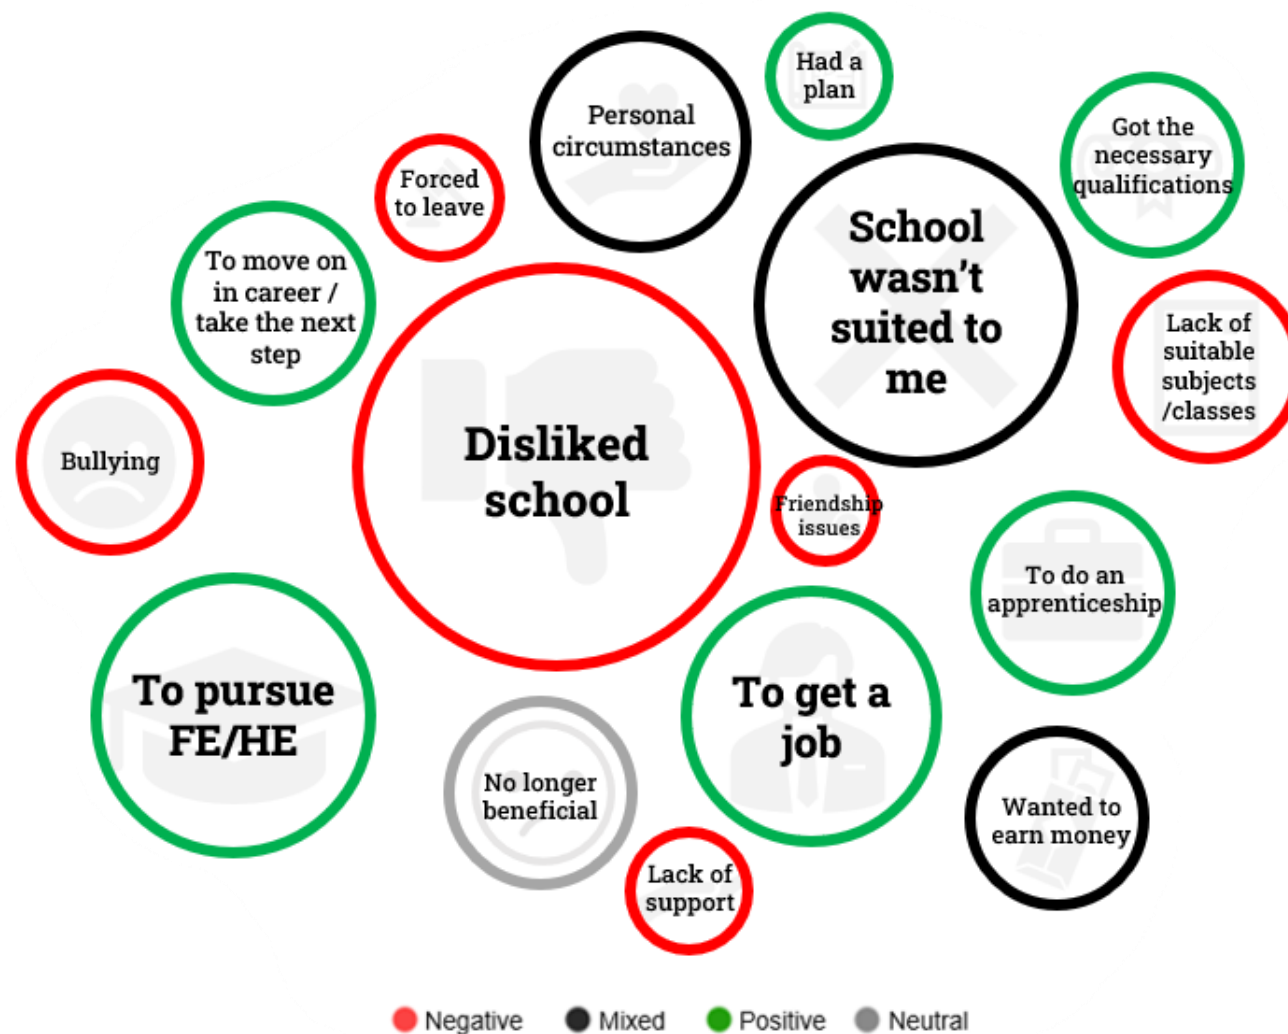 Had a
plan
Personal
circumstances
Got the
necessary
qualifications
Forced
to leave
School
wasn’t
suited to
me
To move on
in career /
take the next
step
Lack of
suitable
subjects
/classes
Disliked
school
Bullying
Friendship
issues
To do an
apprenticeship
To pursue
FE/HE
To get a
job
No longer
beneficial
Wanted to
earn money
Lack of
support
Negative Mixed Positive Neutral